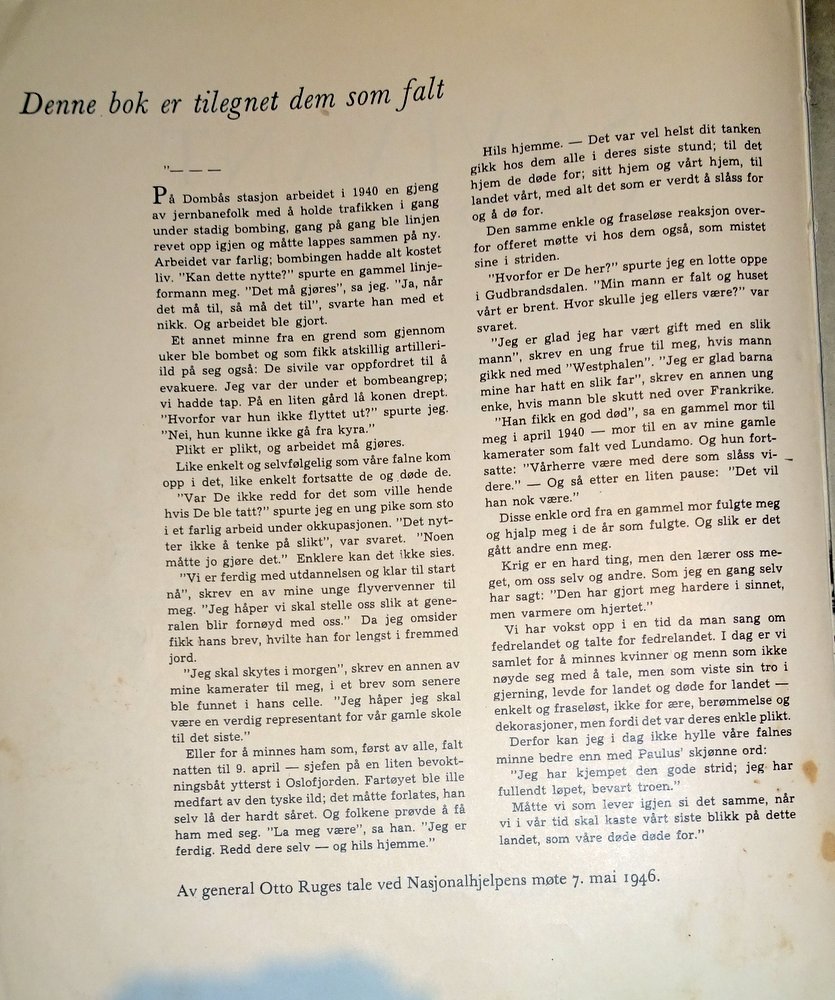 Denne bok er tilegnet dem som falt
"— — —
På Dombås stasjon arbeidet i 1940 en gjeng
av jernbanefolk med å holde trafikken i gang
under stadig bombing, gang på gang ble linjen
revet opp igjen og måtte lappes sammen på ny.
Arbeidet var farlig; bombingen hadde alt kostet
liv. "Kan dette nytte?" spurte en gammel linje-
formann meg. "Det må gjøres", sa jeg. "Ja, når
det må til, så må det til", svarte han med et
nikk. Og arbeidet ble gjort.
Et annet minne fra en grend som gjennom
uker ble bombet og som fikk atskillig artilleri-
ild på seg også: De sivile var oppfordret til å
evakuere. Jeg var der under et bombeangrep;
vi hadde tap. På en liten gård lå konen drept.
"Hvorfor var hun ikke flyttet ut?" spurte jeg.
"Nei, hun kunne ikke gå fra kyra."
Plikt er plikt, og arbeidet må gjøres.
Like enkelt og selvfølgelig som våre falne kom
opp i det, like enkelt fortsatte de og døde de.
"Var De ikke redd for det som ville hende
hvis De ble tatt?" spurte jeg en ung pike som sto
i et farlig arbeid under okkupasjonen. "Det nyt-
ter ikke å tenke på slikt", var svaret. "Noen
måtte jo gjøre det." Enklere kan det ikke sies.
"Vi er ferdig med utdannelsen og klar til start
nå", skrev en av mine unge flyvervenner til
meg. "Jeg håper vi skal stelle oss slik at gene-
ralen blir fornøyd med oss." Da jeg omsider
fikk hans brev, hvilte han for lengst i fremmed
jord.
"Jeg skal skytes i morgen", skrev en annen av
mine kamerater til meg, i et brev som senere
ble funnet i hans celle. "Jeg håper jeg skal
være en verdig representant for vår gamle skole
til det siste."
Eller for å minnes ham som, først av alle, falt
natten til 9. april — sjefen på en liten bevokt-
ningsbåt ytterst i Oslofjorden. Fartøyet ble ille
medfart av den tyske ild; det måtte forlates, han
selv lå der hardt såret. Og folkene prøvde å få
ham med seg. "La meg være", sa han. "Jeg er
ferdig. Redd dere selv — og hils hjemme."
Hils hjemme. — Det var vel helst dit tanken
gikk hos dem alle i deres siste stund; til det
hjem de døde for; sitt hjem og vårt hjem, til
landet vårt, med alt det som er verdt å slåss for
og å dø for.
Den samme enkle og fraseløse reaksjon over-
for offeret møtte vi hos dem også, som mistet
sine i striden.
"Hvorfor er De her?" spurte jeg en lotte oppe
i Gudbrandsdalen. "Min mann er falt og huset
vårt er brent. Hvor skulle jeg ellers være?" var
svaret.
"Jeg er glad jeg har vært gift med en slik
mann", skrev en ung frue til meg, hvis mann
gikk ned med "Westphalen". "Jeg er glad barna
mine har hatt en slik far", skrev en annen ung
enke, hvis mann ble skutt ned over Frankrike.
"Han fikk en god død", sa en gammel mor til
meg i april 1940 — mor til en av mine gamle
kamerater som falt ved Lundamo. Og hun fort-
satte: "Vårherre være med dere som slåss vi-
dere." — Og så etter en liten pause: "Det vil
han nok være."
Disse enkle ord fra en gammel mor fulgte meg
og hjalp meg i de år som fulgte. Og slik er det
gått andre enn meg.
Krig er en hard ting, men den lærer oss me-
get, om oss selv og andre. Som jeg en gang selv
har sagt: "Den har gjort meg hardere i sinnet,
men varmere om hjertet."
Vi har vokst opp i en tid da man sang om
fedrelandet og talte for fedrelandet. I dag er vi
samlet for å minnes kvinner og menn som ikke
nøyde seg med å tale, men som viste sin tro i
gjerning, levde for landet og døde for landet —
enkelt og fraseløst, ikke for ære, berømmelse og
dekorasjoner, men fordi det var deres enkle plikt.
Derfor kan jeg i dag ikke hylle våre falnes
minne bedre enn med Paulus' skjønne ord:
"Jeg har kjempet den gode strid; jeg har
fullendt løpet, bevart troen."
Måtte vi som lever igjen si det samme, når
vi i vår tid skal kaste vårt siste blikk på dette
landet, som våre døde døde for."
Av general Otto Ruges tale ved Nasjonalhjelpens møte 7. mai 1946.